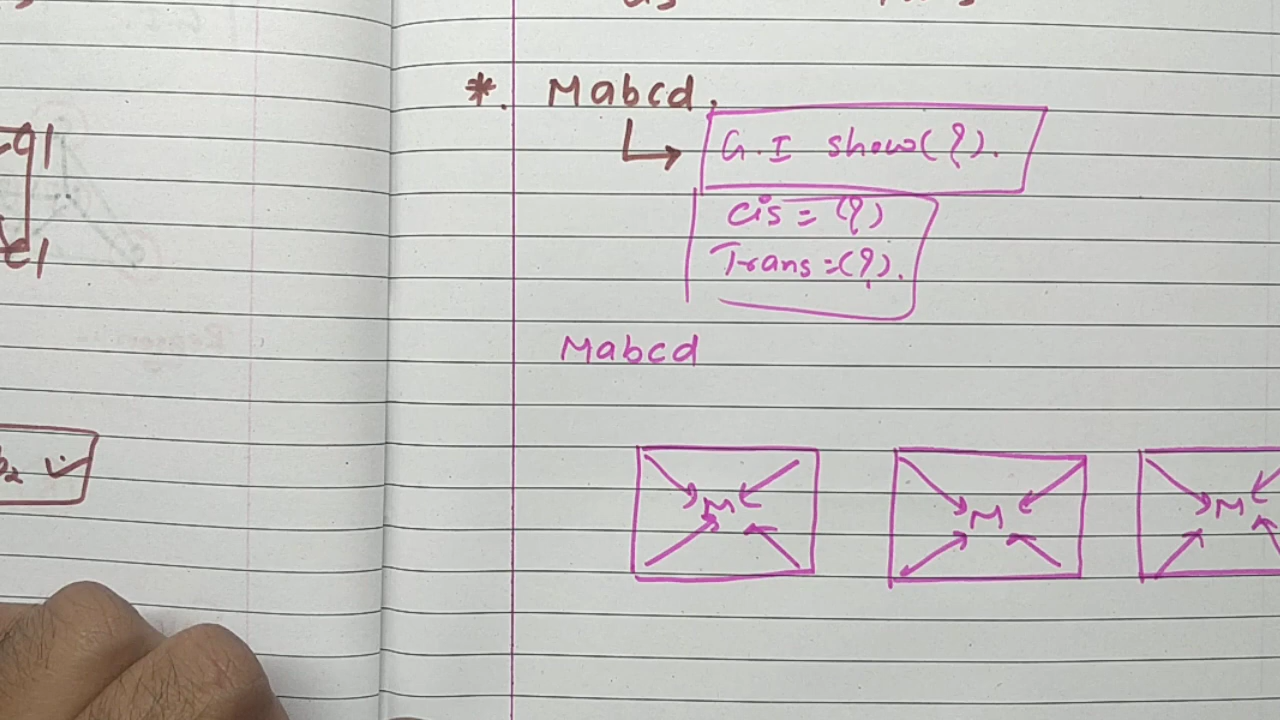 *. Mabcd.
G.I show(?).
cis = (?)
Trans = (?).
Mabcd
M M M